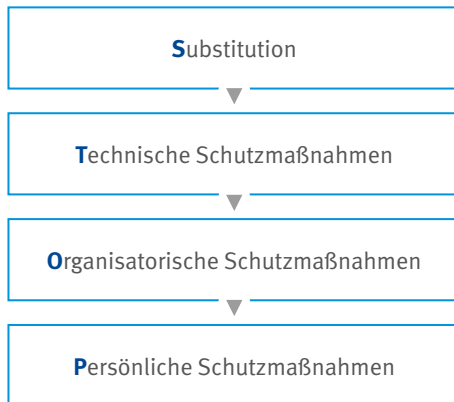 Substitution
Technische Schutzmaßnahmen
Organisatorische Schutzmaßnahmen
Persönliche Schutzmaßnahmen